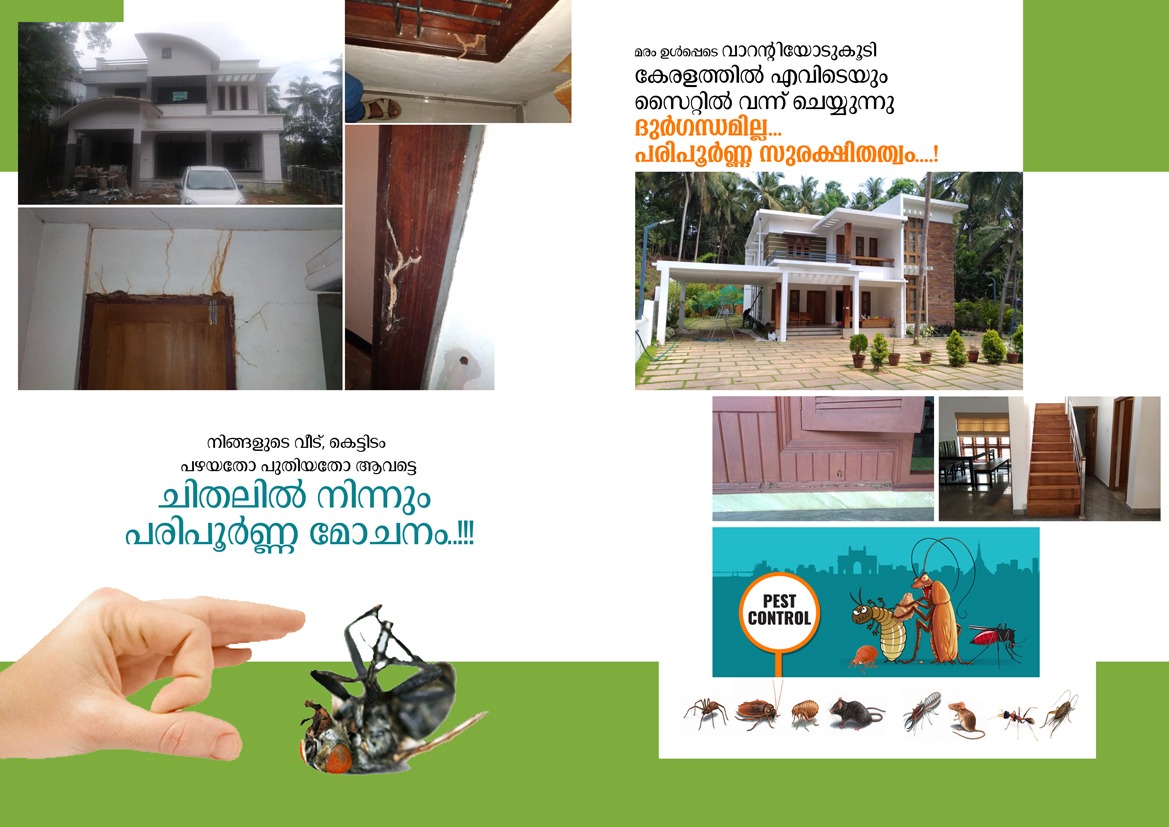 നിങ്ങളുടെ വീട്, കെട്ടിടം
പഴയതോ പുതിയതോ ആവട്ടെ
ചിതലിൽ നിന്നും
പരിപൂർണ്ണ മോചനം..!!!
മരം ഉൾപ്പെടെ വാറന്റിയോടുകൂടി
കേരളത്തിൽ എവിടെയും
സൈറ്റിൽ വന്ന് ചെയ്യുന്നു
ദുർഗന്ധമില്ല...
പരിപൂർണ്ണ സുരക്ഷിതത്വം....!
PEST
CONTROL